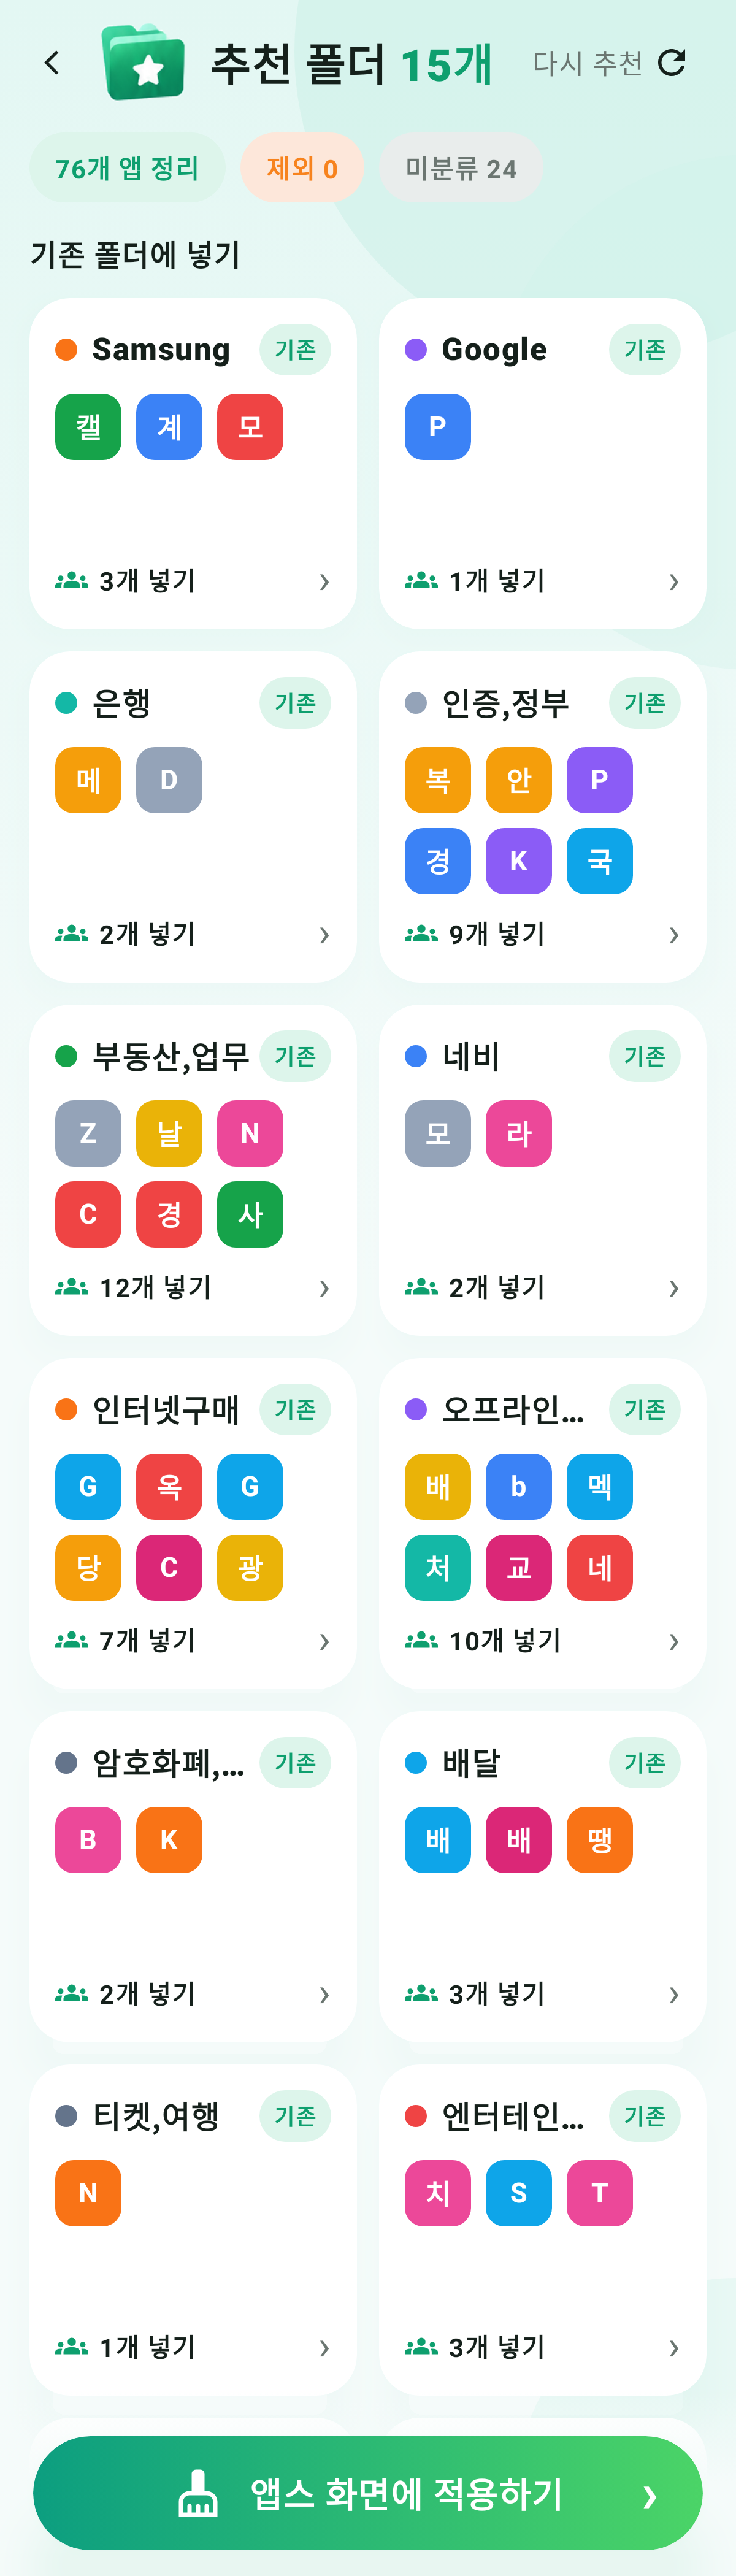 추천 폴더 15개 다시 추천
76개 앱 정리 제외 0 미분류 24
기존 폴더에 넣기
Samsung 기존
캘 계 모
3개 넣기
Google 기존
P
1개 넣기
은행 기존
메 D
2개 넣기
인증,정부 기존
복 안 P
경 K 국
9개 넣기
부동산,업무 기존
Z 날 N
C 경 사
12개 넣기
네비 기존
모 라
2개 넣기
인터넷구매 기존
G 옥 G
당 C 광
7개 넣기
오프라인... 기존
배 b 멕
처 교 네
10개 넣기
암호화폐,... 기존
B K
2개 넣기
배달 기존
배 배 땡
3개 넣기
티켓,여행 기존
N
1개 넣기
엔터테인... 기존
치 S T
3개 넣기
앱스 화면에 적용하기